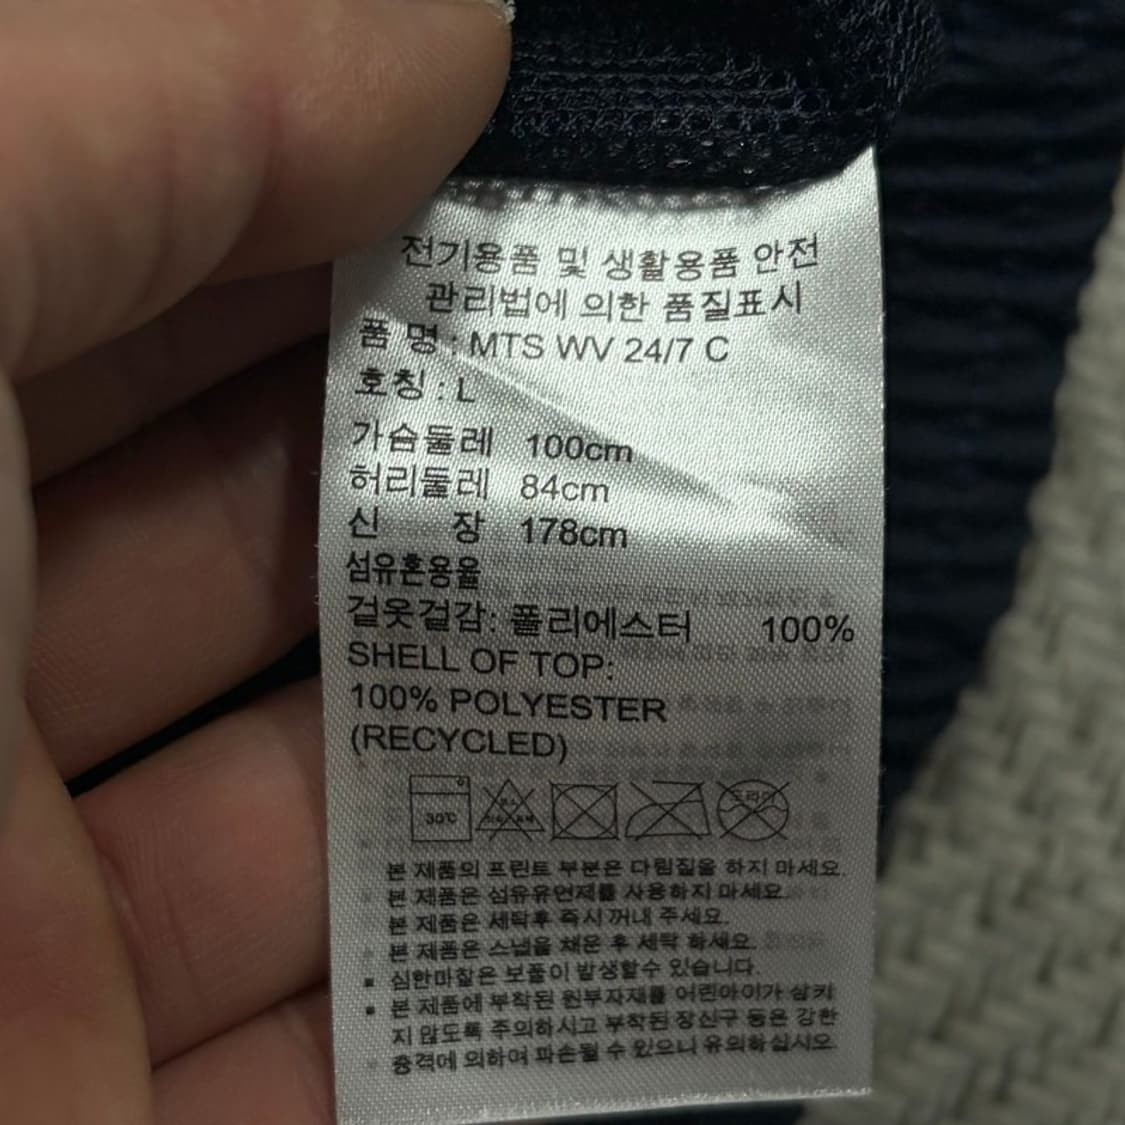 전기용품 및 생활용품 안전
관리법에 의한 품질표시
품 명 : MTS WV 24/7 C
호칭 : L
가슴둘레 100cm
허리둘레 84cm
신 장 178cm
섬유혼용율
겉옷겉감: 폴리에스터 100%
SHELL OF TOP:
100% POLYESTER
(RECYCLED)
30℃
드라이
본 제품의 프린트 부분은 다림질을 하지 마세요.
본 제품은 섬유유연제를 사용하지 마세요.
본 제품은 세탁후 즉시 꺼내 주세요.
본 제품은 스냅을 채운 후 세탁 하세요.
심한마찰은 보풀이 발생할수 있습니다.
본 제품에 부착된 원부자재를 어린아이가 삼키
지 않도록 주의하시고 부착된 장신구 등은 강한
충격에 의하여 파손될 수 있으니 유의하십시오.